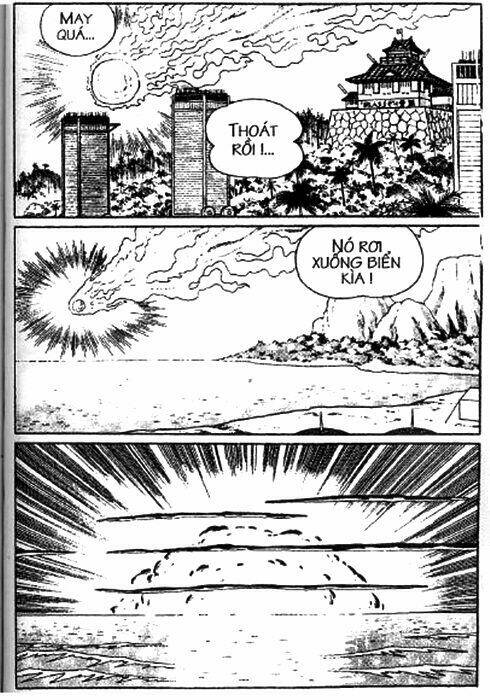 MAY
QUÁ...
THOÁT
RỒI !...
NÓ RƠI
XUỐNG BIỂN
KÌA !